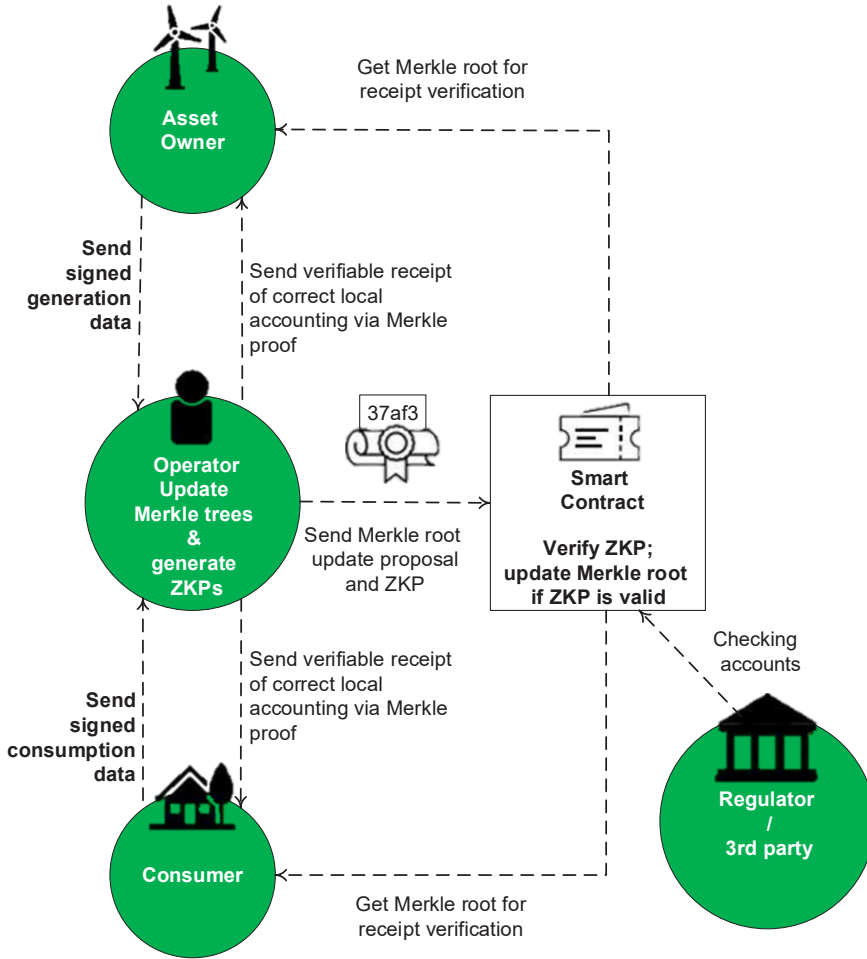 Get Merkle root for
receipt verification
Asset
Owner
Send
signed
generation
data
Send verifiable receipt
of correct local
accounting via Merkle
proof
37af3
Operator
Update
Merkle trees
&
generate
ZKPs
Smart
Contract
Verify ZKP;
update Merkle root
if ZKP is valid
Send Merkle root
update proposal
and ZKP
Checking
accounts
Send
signed
consumption
data
Send verifiable receipt
of correct local
accounting via Merkle
proof
Regulator
/
3rd party
Consumer
Get Merkle root for
receipt verification